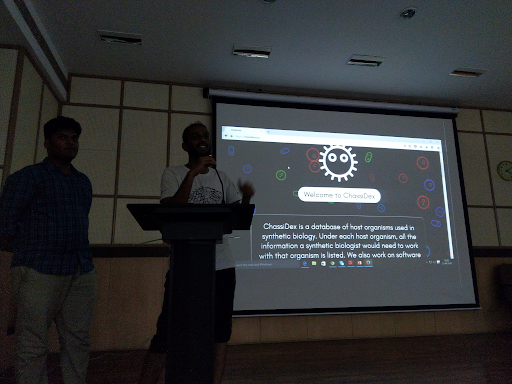 Welcome to ChassiDex
ChassiDex is a database of host organisms used in
synthetic biology. Under each host organism, all the
information a synthetic biologist would need to work
with that organism is listed. We also work on software